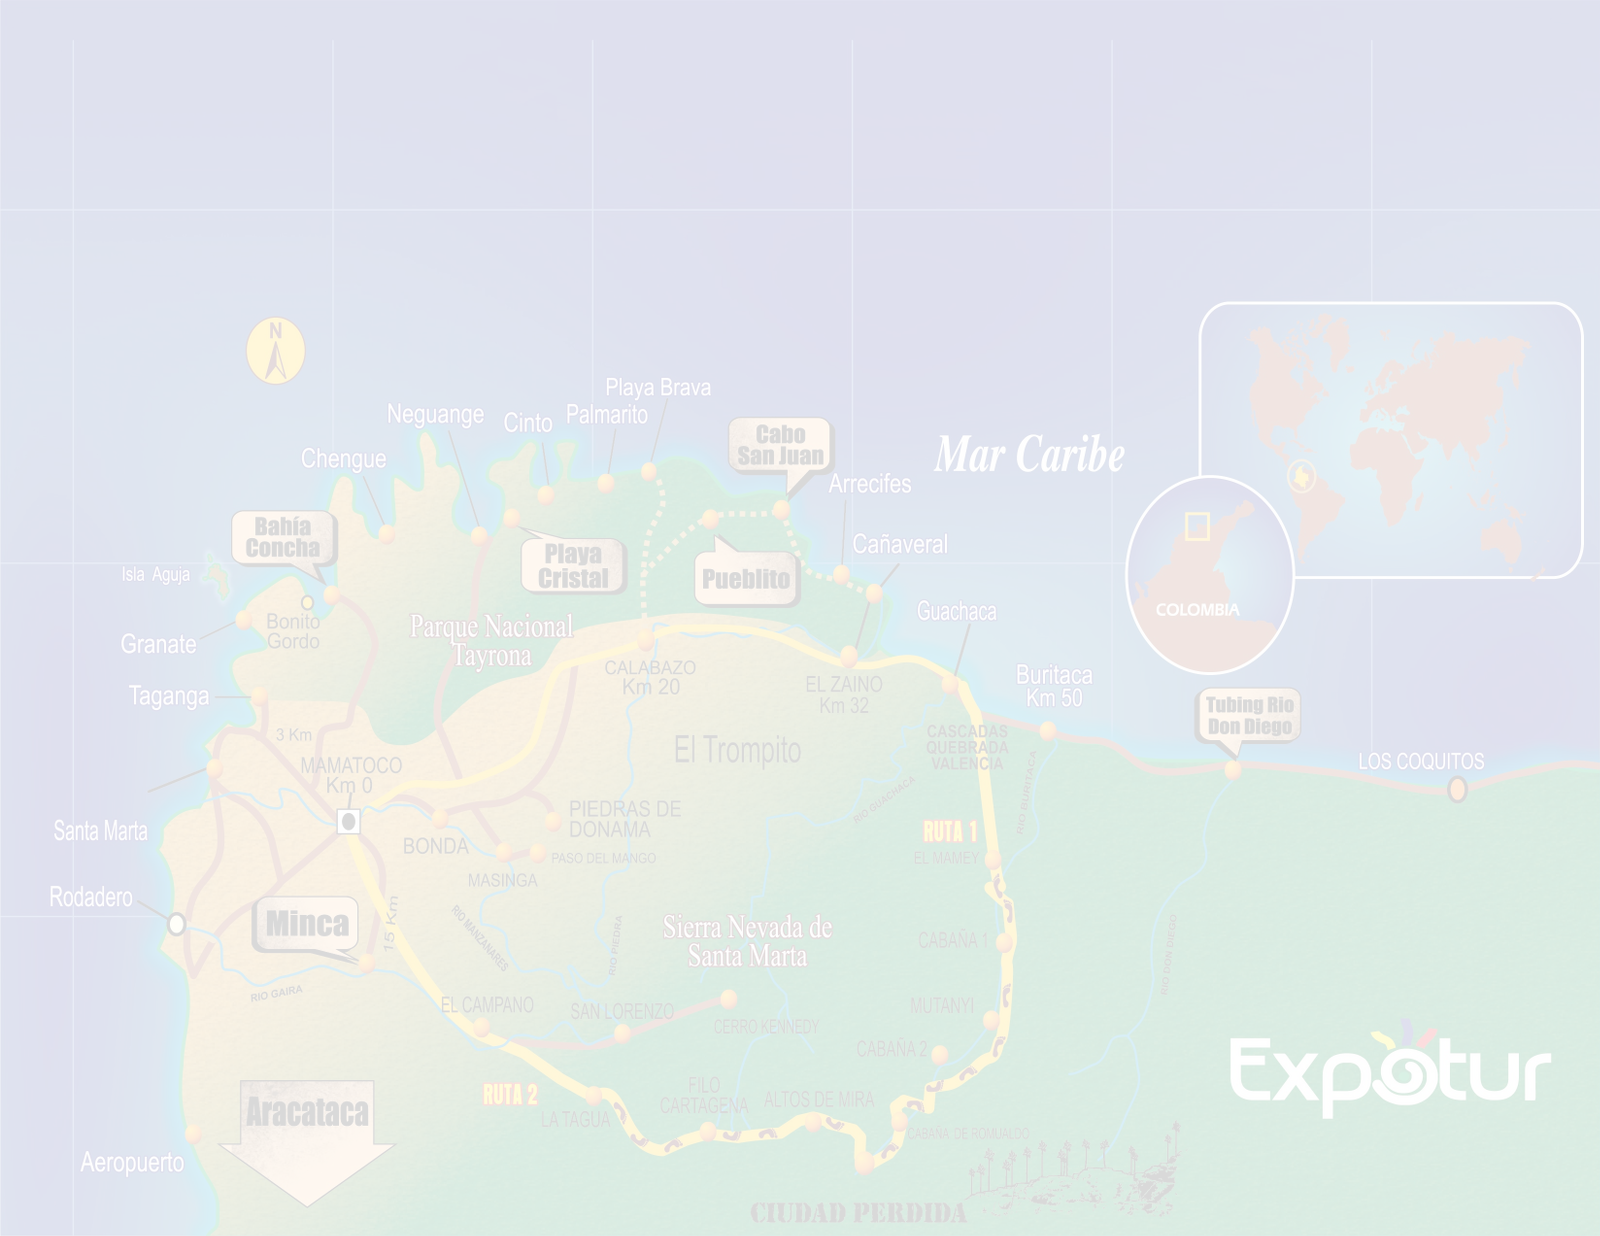 N
Playa Brava
Neguange
Cinto
Palmarito
Cabo
San Juan
Mar Caribe
Chengue
Arrecifes
Bahía
Concha
Playa
Cristal
Cañaveral
Isla Aguja
Pueblito
COLOMBIA
Granate
Bonito
Gordo
Parque Nacional
Tayrona
Guachaca
CALABAZO
Km 20
EL ZAINO
Km 32
Buritaca
Km 50
Taganga
Tubing Rio
Don Diego
3 Km
CASCADAS
QUEBRADA
VALENCIA
El Trompito
MAMATOCO
Km 0
LOS COQUITOS
RIO GUACHACA
RIO BURITACA
PIEDRAS DE
DONAMA
Santa Marta
BONDA
RUTA 1
PASO DEL MANGO
EL MAMEY
MASINGA
Rodadero
Minca
15 Km
RIO MANZANARES
RIO PIEDRA
Sierra Nevada de
Santa Marta
CABAÑA 1
RIO DON DIEGO
RIO GAIRA
EL CAMPANO
SAN LORENZO
CERRO KENNEDY
MUTANYI
CABAÑA 2
Expotur
RUTA 2
FILO
CARTAGENA
ALTOS DE MIRA
Aracataca
LA TAGUA
CABAÑA DE ROMUALDO
Aeropuerto
CIUDAD PERDIDA